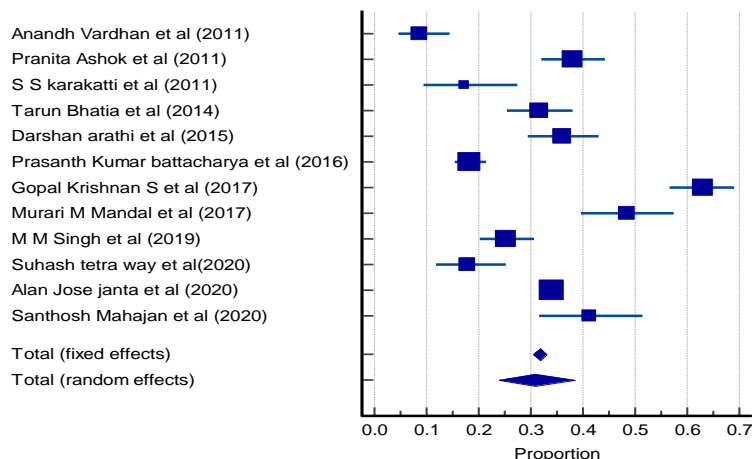 Anandh Vardhan et al (2011)
Pranita Ashok et al (2011)
S S karakatti et al (2011)
Tarun Bhatia et al (2014)
Darshan arathi et al (2015)
Prasanth Kumar battacharya et al (2016)
Gopal Krishnan S et al (2017)
Murari M Mandal et al (2017)
M M Singh et al (2019)
Suhash tetra way et al(2020)
Alan Jose janta et al (2020)
Santhosh Mahajan et al (2020)
Total (fixed effects)
Total (random effects)
0.0 0.1 0.2 0.3 0.4 0.5 0.6 0.7
Proportion